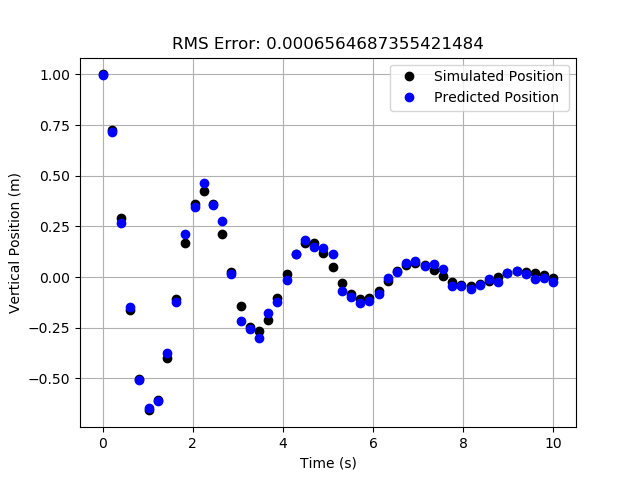 RMS Error: 0.0006564687355421484
Simulated Position
Predicted Position
1.00
0.75
0.50
0.25
0.00
−0.25
−0.50
Vertical Position (m)
0
2
4
6
8
10
Time (s)